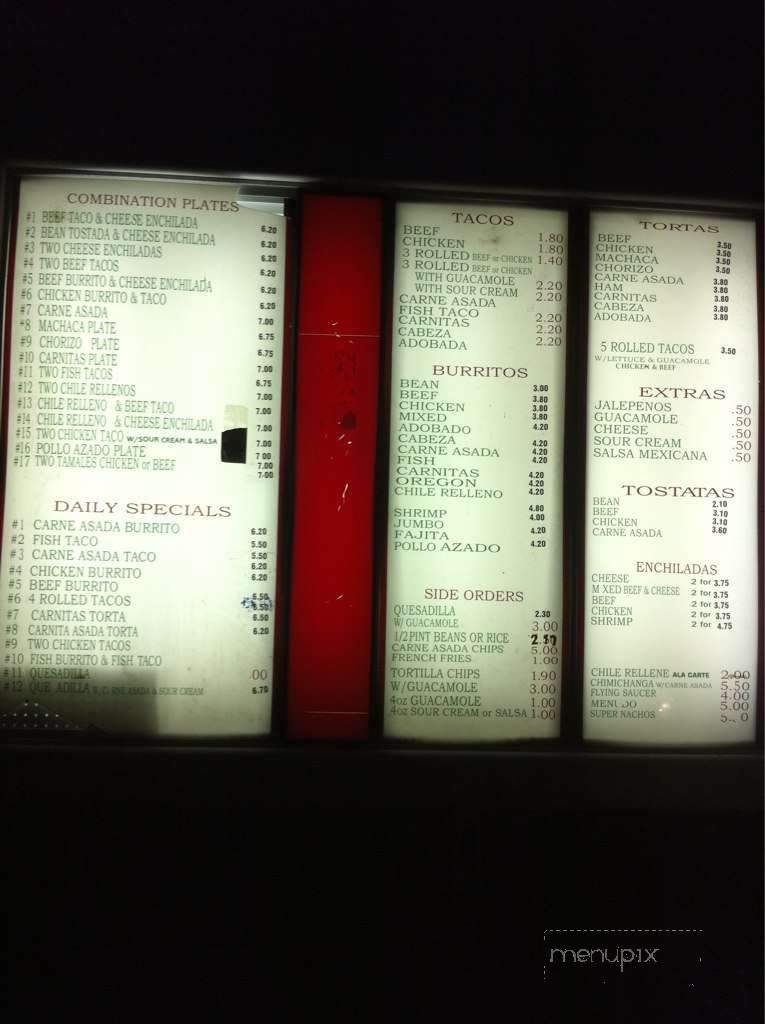 COMBINATION PLATES
#1 BEEF TACO & CHEESE ENCHILADA 6.20
#2 BEAN TOSTADA & CHEESE ENCHILADA 6.20
#3 TWO CHEESE ENCHILADAS 6.20
#4 TWO BEEF TACOS 6.20
#5 BEEF BURRITO & CHEESE ENCHILADA 6.20
#6 CHICKEN BURRITO & TACO 6.20
#7 CARNE ASADA 7.00
#8 MACHACA PLATE 6.75
#9 CHORIZO PLATE 6.75
#10 CARNITAS PLATE 7.00
#11 TWO FISH TACOS 6.75
#12 TWO CHILE RELLENOS 7.00
#13 CHILE RELLENO & BEEF TACO 7.00
#14 CHILE RELLENO & CHEESE ENCHILADA 7.00
#15 TWO CHICKEN TACO W/SOUR CREAM & SALSA 7.00
#16 POLLO AZADO PLATE 7.00
#17 TWO TAMALES CHICKEN or BEEF 7.00
7.00
DAILY SPECIALS
#1 CARNE ASADA BURRITO 6.20
#2 FISH TACO 5.50
#3 CARNE ASADA TACO 5.50
#4 CHICKEN BURRITO 6.20
#5 BEEF BURRITO 6.20
#6 4 ROLLED TACOS 6.50
#7 CARNITAS TORTA 6.50
#8 CARNITA ASADA TORTA 6.50
#9 TWO CHICKEN TACOS 6.20
#10 FISH BURRITO & FISH TACO
#11 QUESADILLA .00
#12 QUE ADILLA & SOUR CREAM 6.70
TACOS
BEEF 1.80
CHICKEN 1.80
3 ROLLED BEEF or CHICKEN 1.40
3 ROLLED BEEF or CHICKEN
WITH GUACAMOLE 2.20
WITH SOUR CREAM 2.20
CARNE ASADA
FISH TACO 2.20
CARNITAS 2.20
CABEZA 2.20
ADOBADA
BURRITOS
BEAN 3.00
BEEF 3.80
CHICKEN 3.80
MIXED 3.80
ADOBADO 4.20
CABEZA 4.20
CARNE ASADA 4.20
FISH 4.20
CARNITAS 4.20
OREGON 4.20
CHILE RELLENO 4.20
SHRIMP 4.80
JUMBO 4.00
FAJITA 4.20
POLLO AZADO 4.20
SIDE ORDERS
QUESADILLA 2.30
W/ GUACAMOLE 3.00
1/2PINT BEANS OR RICE 2.50
CARNE ASADA CHIPS 5.00
FRENCH FRIES 1.00
TORTILLA CHIPS 1.90
W/GUACAMOLE 3.00
4oz GUACAMOLE 1.00
4oz SOUR CREAM or SALSA 1.00
TORTAS
BEEF 3.50
CHICKEN 3.50
MACHACA 3.50
CHORIZO 3.50
CARNE ASADA 3.80
HAM 3.80
CARNITAS 3.80
CABEZA 3.80
ADOBADA
5 ROLLED TACOS 3.50
W/LETTUCE & GUACAMOLE
CHICKEN & BEEF
EXTRAS
JALEPENOS .50
GUACAMOLE .50
CHEESE .50
SOUR CREAM .50
SALSA MEXICANA .50
TOSTATAS
BEAN 2.10
BEEF 3.10
CHICKEN 3.10
CARNE ASADA 3.60
ENCHILADAS
CHEESE 2 for 3.75
M XED BEEF & CHEESE 2 for 3.75
BEEF 2 for 3.75
CHICKEN 2 for 3.75
SHRIMP 2 for 4.75
CHILE RELLENE ALA CARTE 2.00
CHIMICHANGA W/CARNE ASADA 5.50
FLYING SAUCER 4.00
MENUDO 5.00
SUPER NACHOS 5. 0
menupix